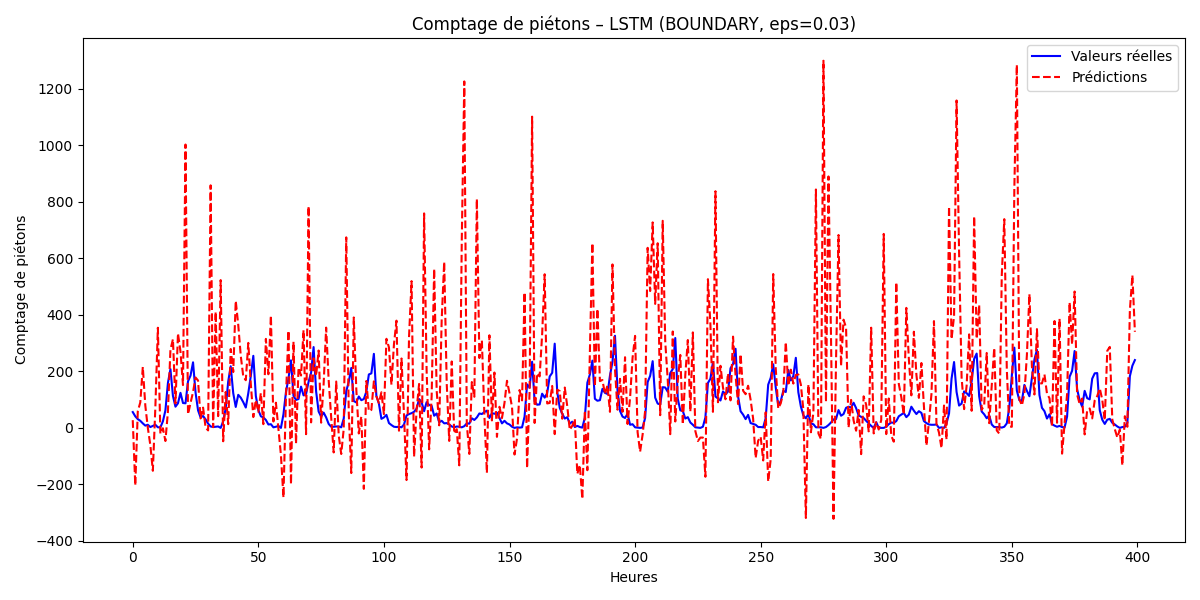 Comptage de piétons – LSTM (BOUNDARY, eps=0.03)
Valeurs réelles
Prédictions
Comptage de piétons
1200
1000
800
600
400
200
0
−200
−400
0 50 100 150 200 250 300 350 400
Heures